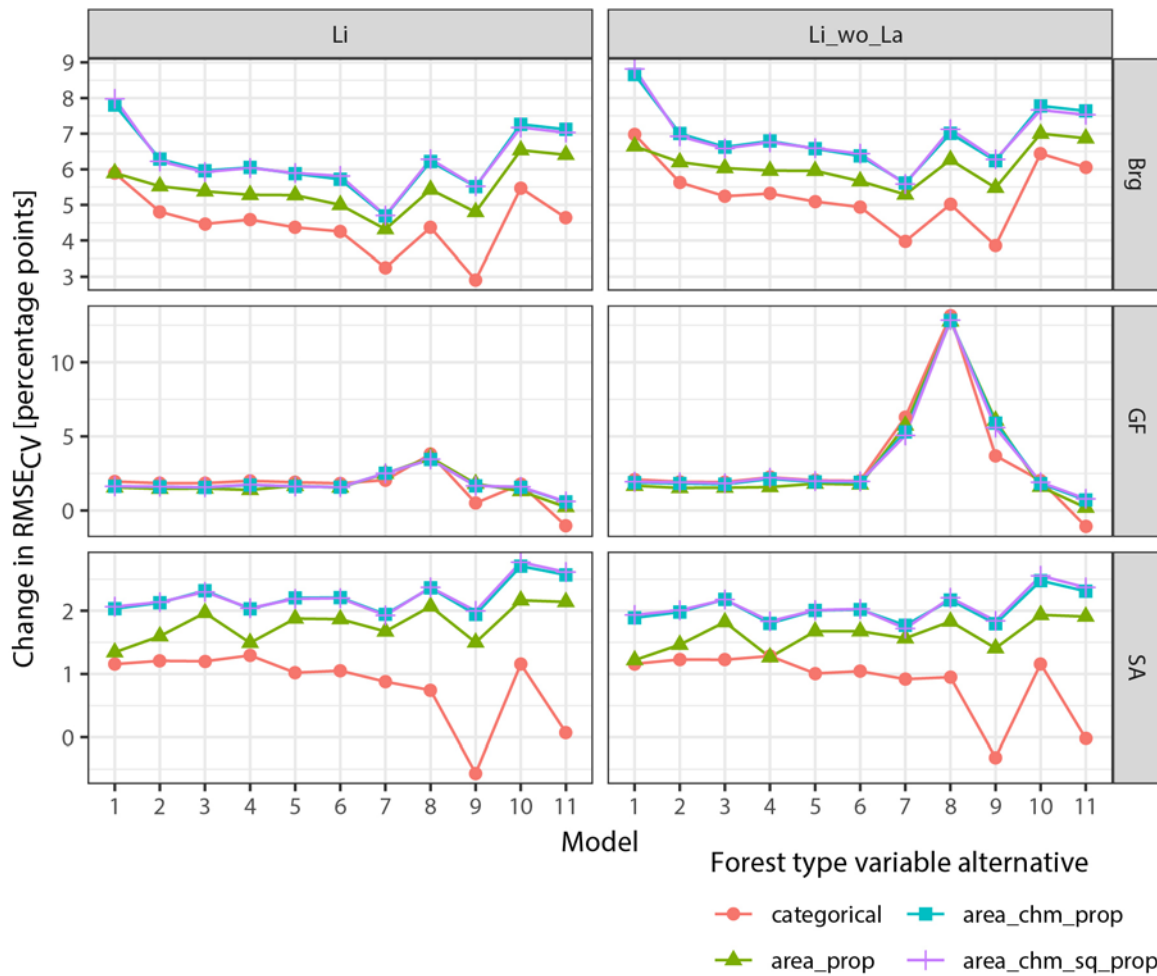 Li Li_wo_La
9
8
7
6
5
4
3
Brg
10
5
0
GF
2
1
0
SA
Change in RMSECV [percentage points]
1 2 3 4 5 6 7 8 9 10 11 1 2 3 4 5 6 7 8 9 10 11
Model
Forest type variable alternative
categorical area_chm_prop
area_prop area_chm_sq_prop